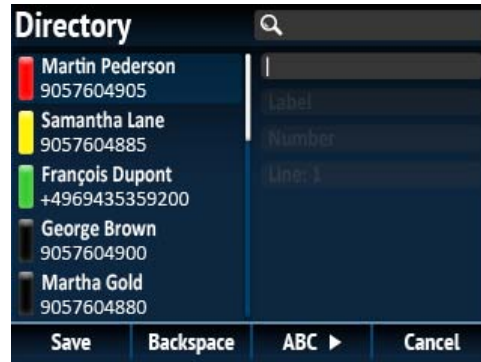 Directory
Martin Pederson
9057604905
Samantha Lane
9057604885
François Dupont
+4969435359200
George Brown
9057604900
Martha Gold
9057604880
Label
Number
Line: 1
Save
Backspace
ABC ▶
Cancel